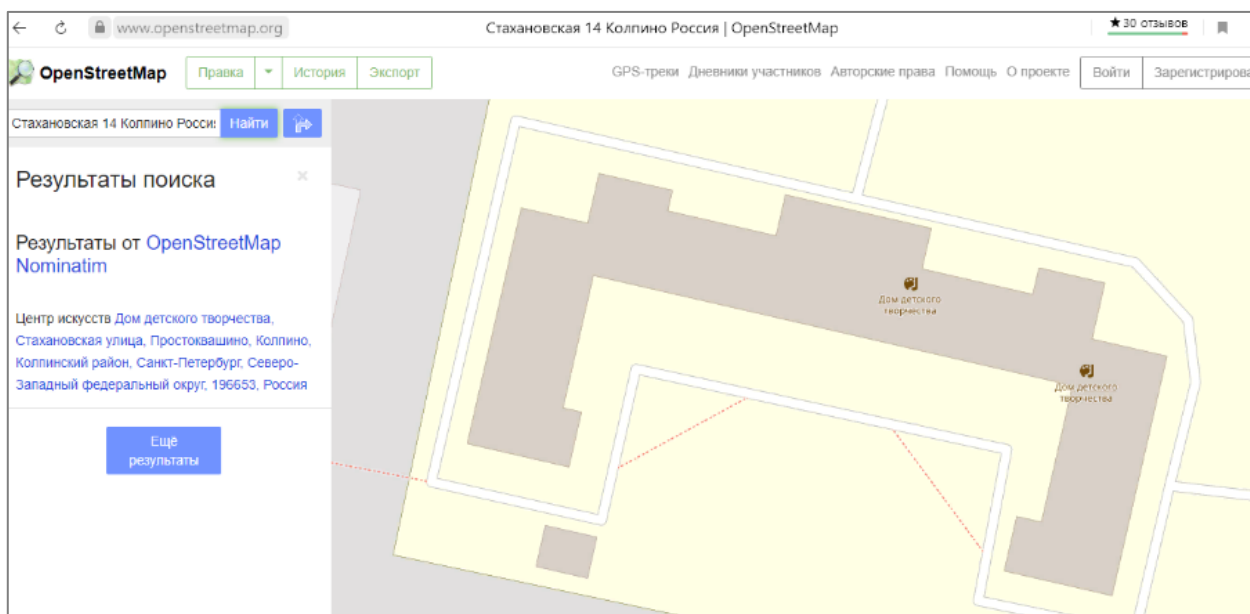 www.openstreetmap.org
Стахановская 14 Колпино Россия | OpenStreetMap
★ 30 отзывов
OpenStreetMap
Правка
История
Экспорт
GPS-треки Дневники участников Авторские права Помощь О проекте
Войти
Зарегистрирова
Стахановская 14 Колпино Росси
Найти
Результаты поиска
×
Результаты от OpenStreetMap
Nominatim
Центр искусств Дом детского творчества,
Стахановская улица, Простоквашино, Колпино,
Колпинский район, Санкт-Петербург, Северо-
Западный федеральный округ, 196653, Россия
Ещё
результаты
Дом детского
творчества
Дом детского
творчества